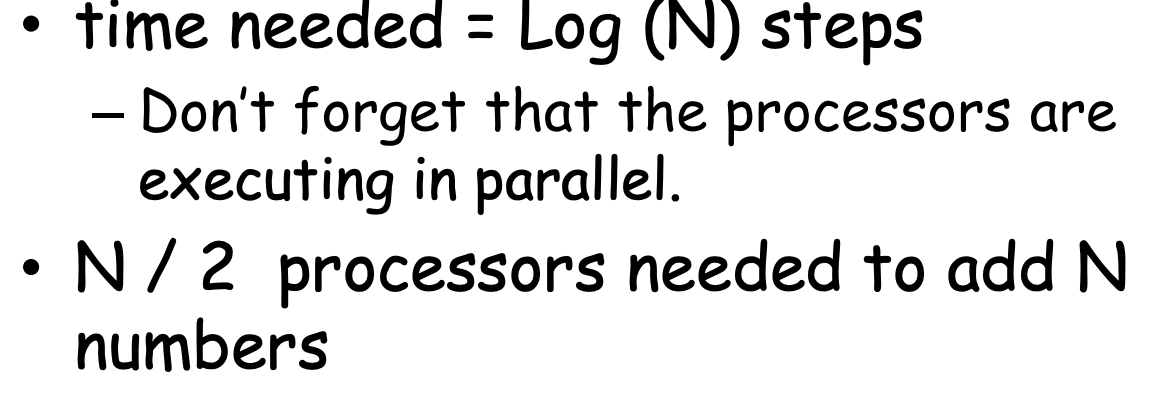 • time needed = Log (N) steps
– Don't forget that the processors are
executing in parallel.
• N / 2 processors needed to add N
numbers